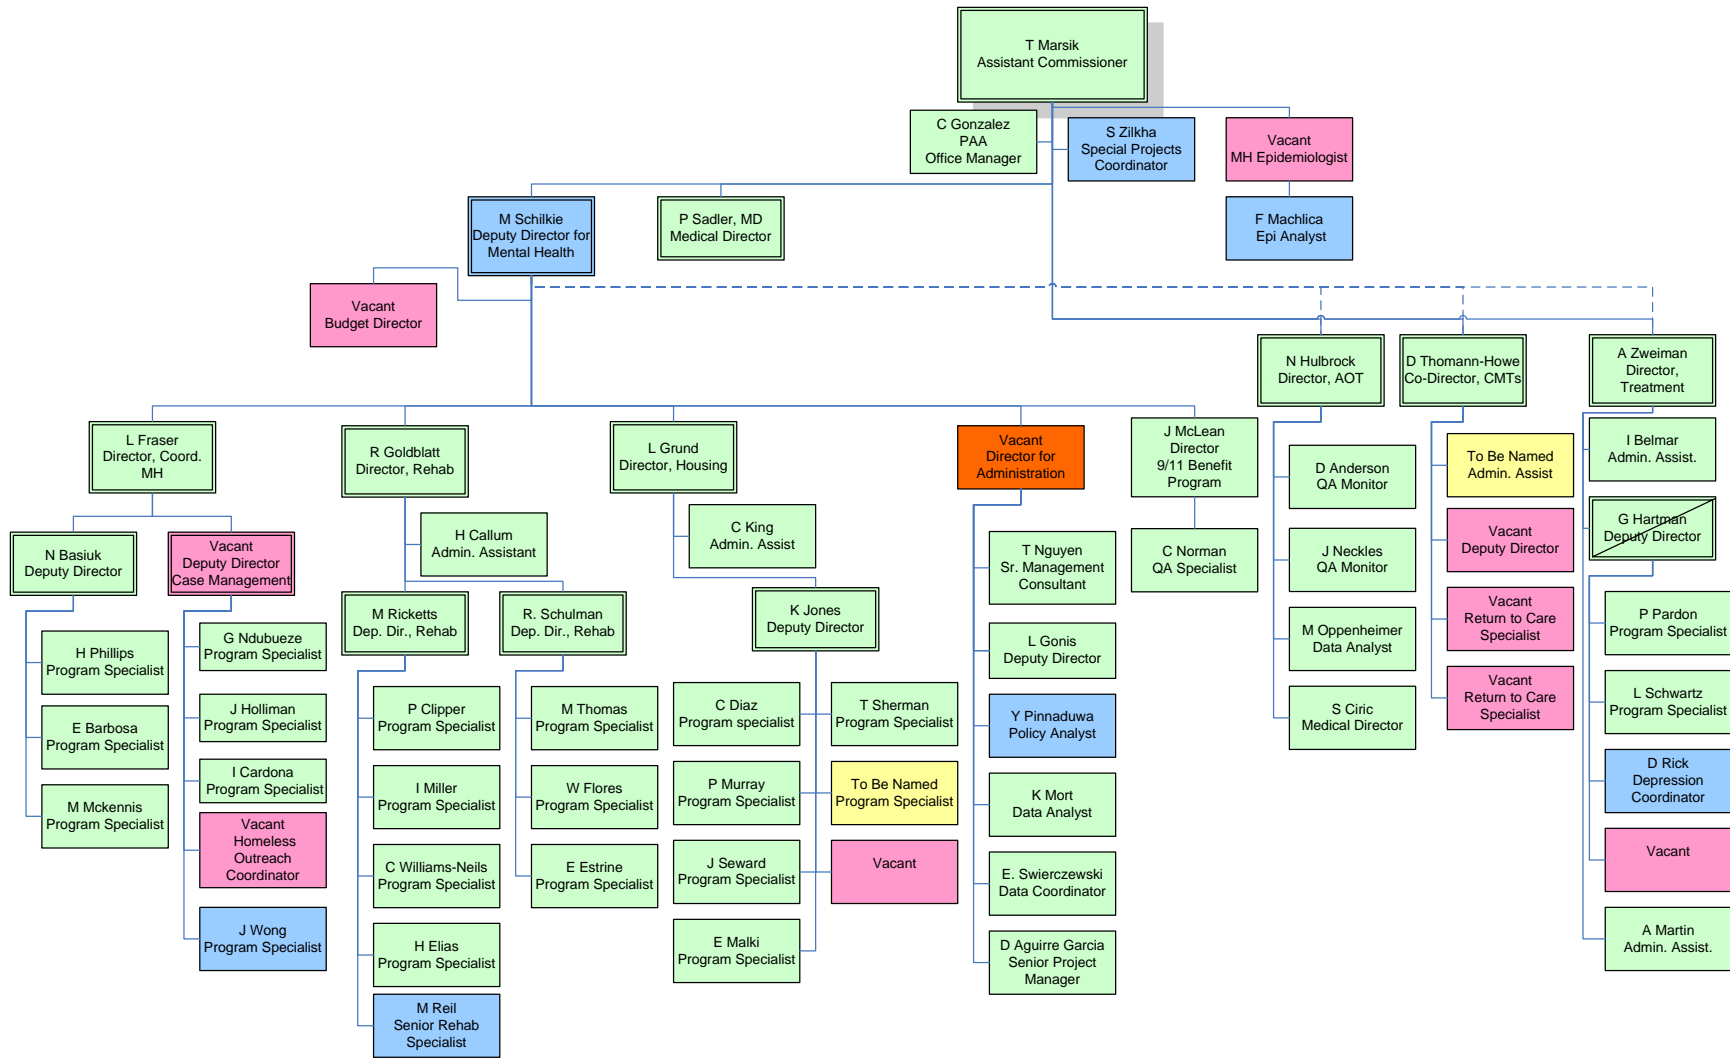 T Marsik
Assistant Commissioner
C Gonzalez
PAA
Office Manager
S Zilkha
Special Projects
Coordinator
Vacant
MH Epidemiologist
M Schilkie
Deputy Director for
Mental Health
P Sadler, MD
Medical Director
F Machlica
Epi Analyst
Vacant
Budget Director
N Hulbrock
Director, AOT
D Thomann-Howe
Co-Director, CMTs
A Zweiman
Director,
Treatment
L Fraser
Director, Coord.
MH
R Goldblatt
Director, Rehab
L Grund
Director, Housing
Vacant
Director for
Administration
J McLean
Director
9/11 Benefit
Program
N Basiuk
Deputy Director
Vacant
Deputy Director
Case Management
H Phillips
Program Specialist
E Barbosa
Program Specialist
M Mckennis
Program Specialist
G Ndubueze
Program Specialist
J Holliman
Program Specialist
I Cardona
Program Specialist
Vacant
Homeless
Outreach
Coordinator
J Wong
Program Specialist
H Callum
Admin. Assistant
M Ricketts
Dep. Dir., Rehab
R. Schulman
Dep. Dir., Rehab
P Clipper
Program Specialist
I Miller
Program Specialist
C Williams-Neils
Program Specialist
H Elias
Program Specialist
M Reil
Senior Rehab
Specialist
M Thomas
Program Specialist
W Flores
Program Specialist
E Estrine
Program Specialist
C King
Admin. Assist
K Jones
Deputy Director
C Diaz
Program specialist
T Sherman
Program Specialist
P Murray
Program Specialist
To Be Named
Program Specialist
J Seward
Program Specialist
Vacant
E Malki
Program Specialist
T Nguyen
Sr. Management
Consultant
L Gonis
Deputy Director
Y Pinnaduwa
Policy Analyst
K Mort
Data Analyst
E. Swierczewski
Data Coordinator
D Aguirre Garcia
Senior Project
Manager
C Norman
QA Specialist
D Anderson
QA Monitor
J Neckles
QA Monitor
M Oppenheimer
Data Analyst
S Ciric
Medical Director
To Be Named
Admin. Assist
Vacant
Deputy Director
Vacant
Return to Care
Specialist
Vacant
Return to Care
Specialist
I Belmar
Admin. Assist.
G Hartman
Deputy Director
P Pardon
Program Specialist
L Schwartz
Program Specialist
D Rick
Depression
Coordinator
Vacant
A Martin
Admin. Assist.